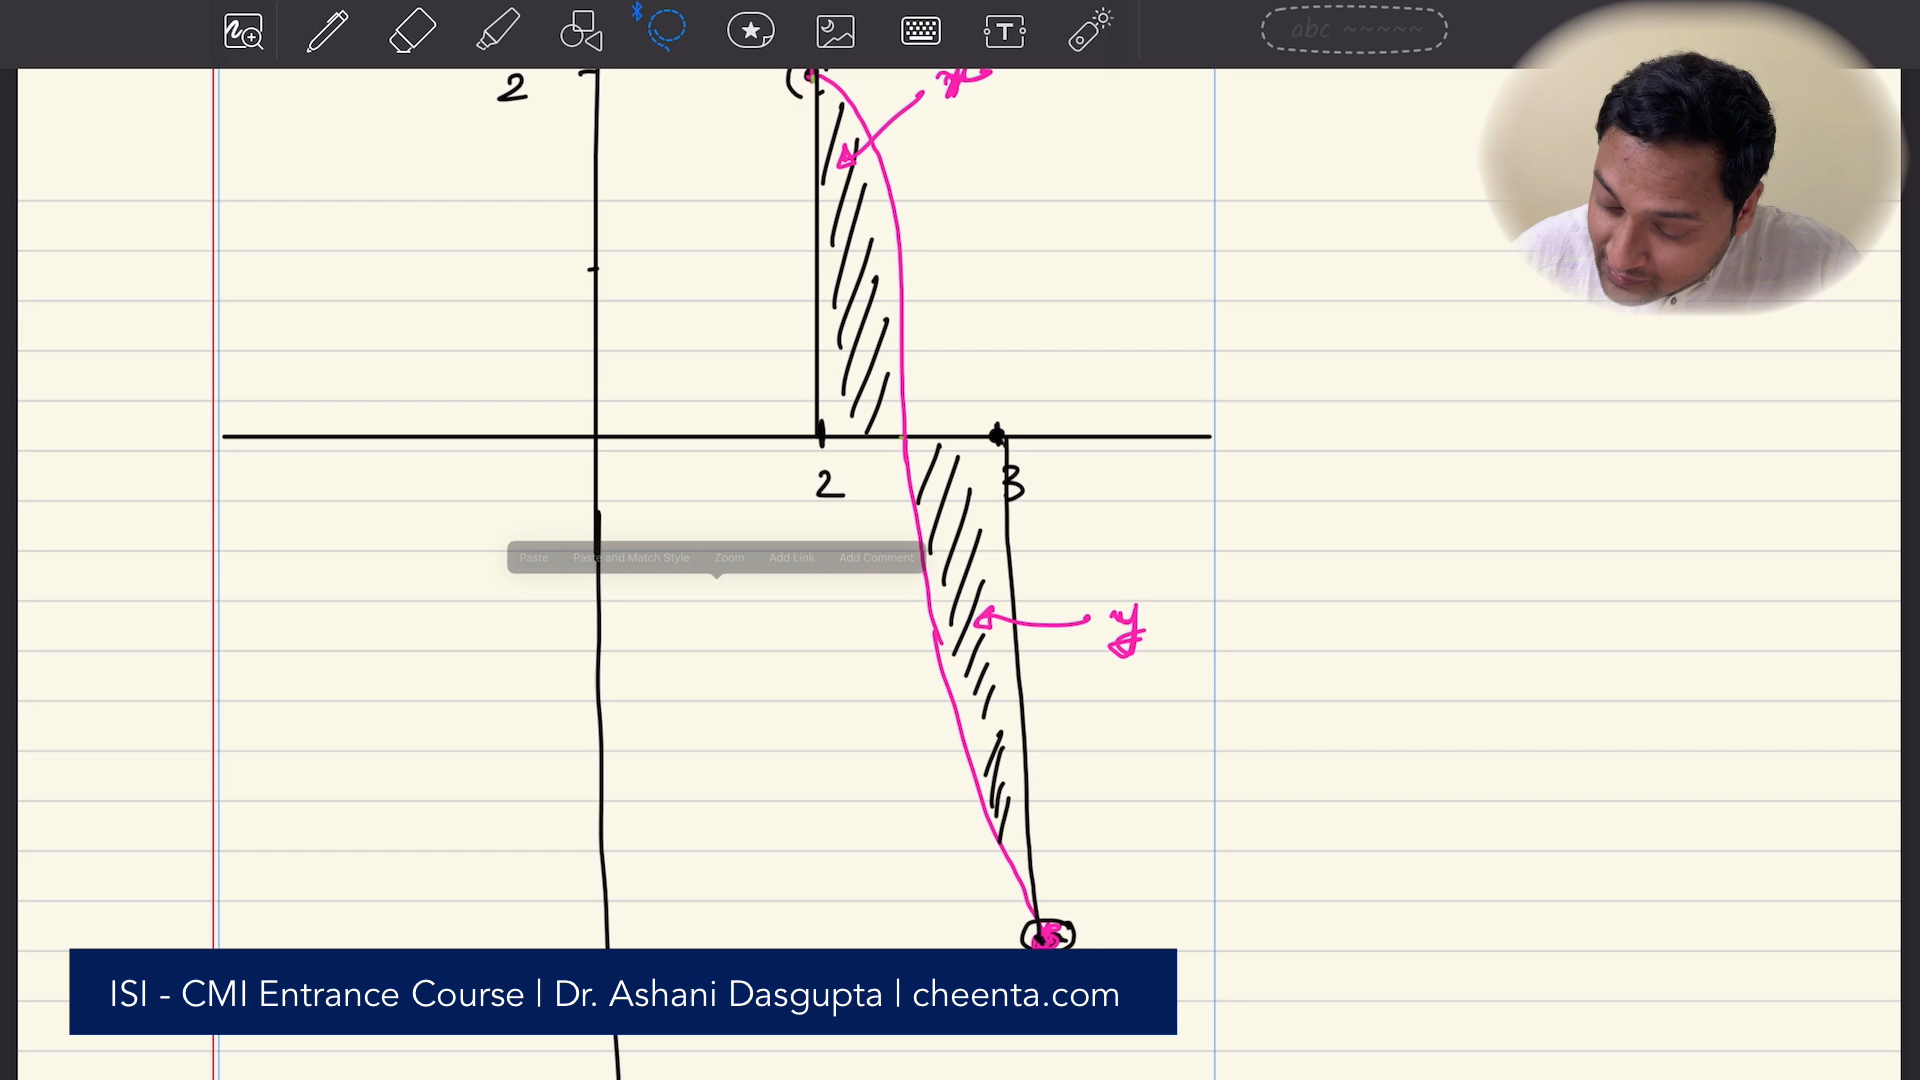 abc
2
x
2
3
Paste Paste and Match Style Zoom Add Link Add Comment
y
ISI - CMI Entrance Course | Dr. Ashani Dasgupta | cheenta.com